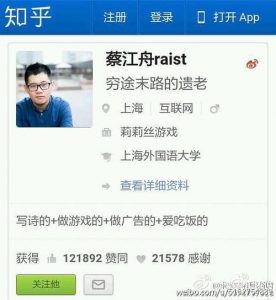 知乎 注册 登录 打开 App
蔡江舟raist
穷途末路的遗老
上海 互联网
莉莉丝游戏
上海外国语大学
查看详细资料
写诗的+做游戏的+做广告的+爱吃饭的
获得 121892 赞同 21578 感谢
关注他